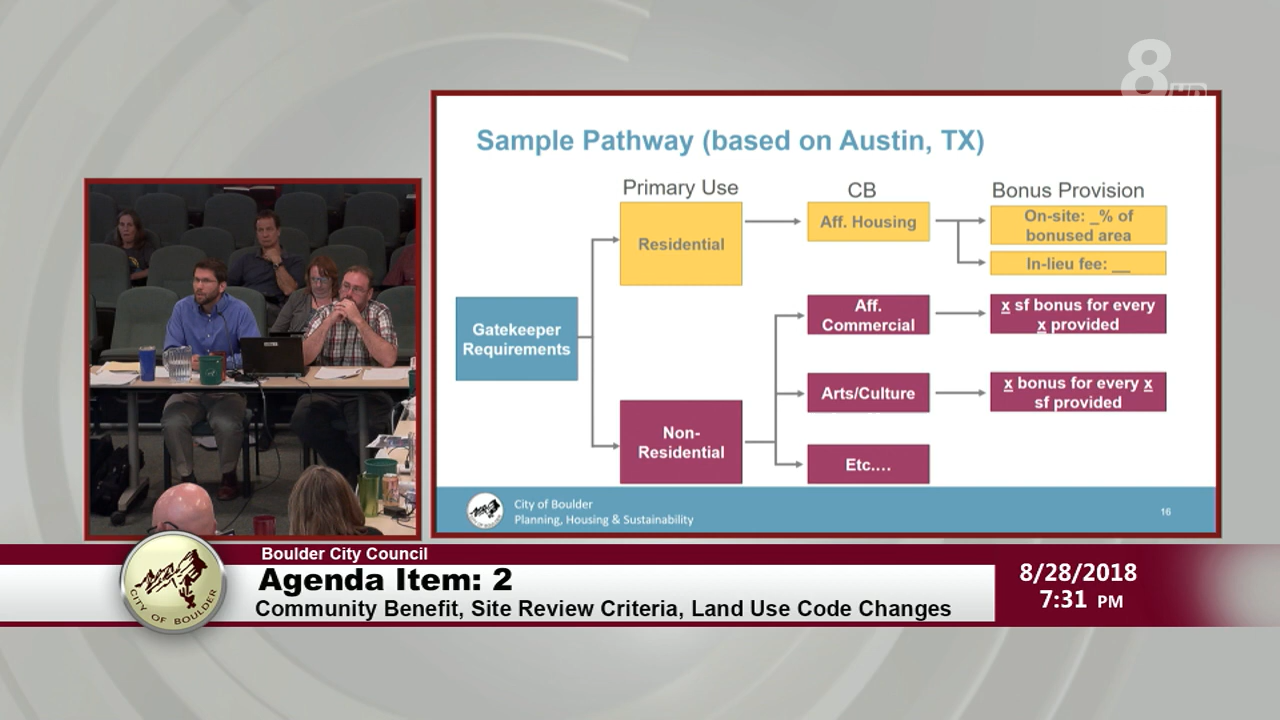 8
HD
Sample Pathway (based on Austin, TX)
Primary Use
CB
Bonus Provision
Residential
Aff. Housing
On-site: _% of
bonused area
In-lieu fee: __
Gatekeeper
Requirements
Aff.
Commercial
x sf bonus for every
x provided
Arts/Culture
x bonus for every x
sf provided
Non-
Residential
Etc.…
City of Boulder
Planning, Housing & Sustainability
16
Boulder City Council
Agenda Item: 2
Community Benefit, Site Review Criteria, Land Use Code Changes
8/28/2018
7:31 PM
CITY OF BOULDER